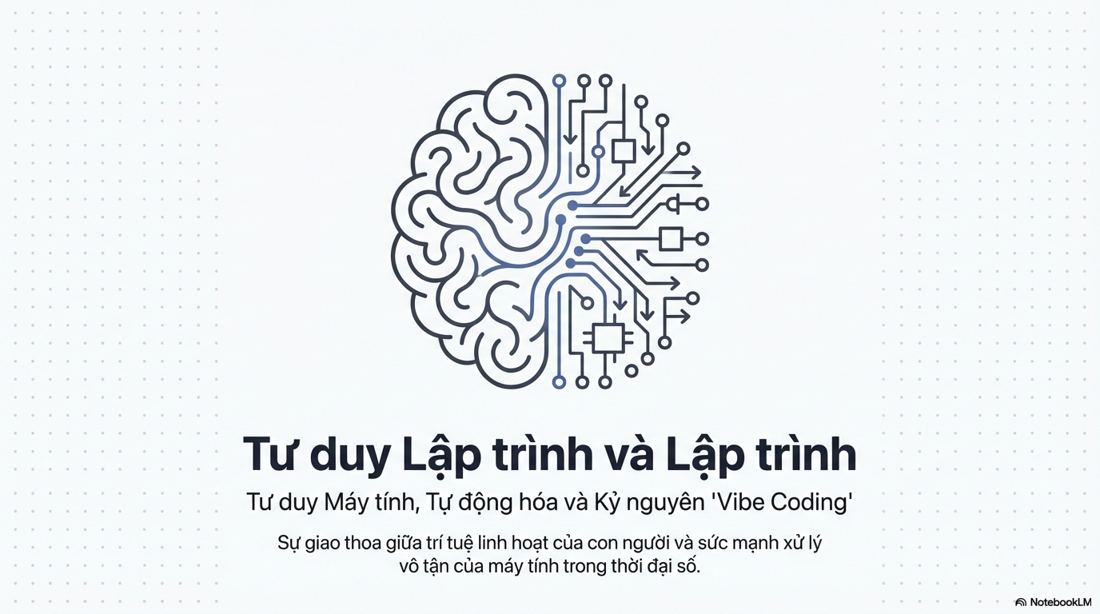 Tư duy Lập trình và Lập trình
Tư duy Máy tính, Tự động hóa và Kỷ nguyên 'Vibe Coding'
Sự giao thoa giữa trí tuệ linh hoạt của con người và sức mạnh xử lý
vô tận của máy tính trong thời đại số.
NotebookLM